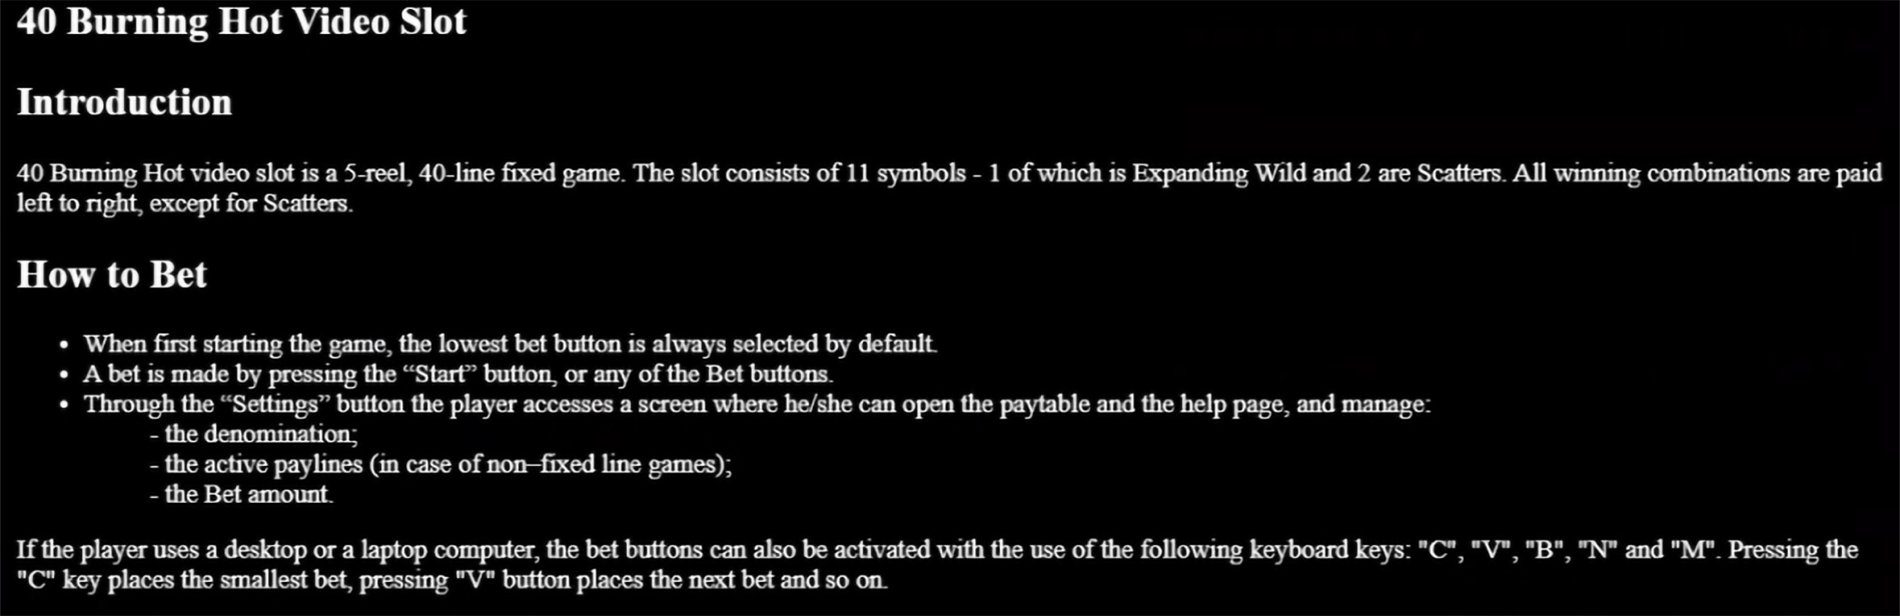 40 Burning Hot Video Slot
Introduction
40 Burning Hot video slot is a 5-reel, 40-line fixed game. The slot consists of 11 symbols - 1 of which is Expanding Wild and 2 are Scatters. All winning combinations are paid
left to right, except for Scatters.
How to Bet
• When first starting the game, the lowest bet button is always selected by default.
• A bet is made by pressing the “Start” button, or any of the Bet buttons.
• Through the “Settings” button the player accesses a screen where he/she can open the paytable and the help page, and manage:
- the denomination;
- the active paylines (in case of non–fixed line games);
- the Bet amount.
If the player uses a desktop or a laptop computer, the bet buttons can also be activated with the use of the following keyboard keys: "C", "V", "B", "N" and "M". Pressing the
"C" key places the smallest bet, pressing "V" button places the next bet and so on.